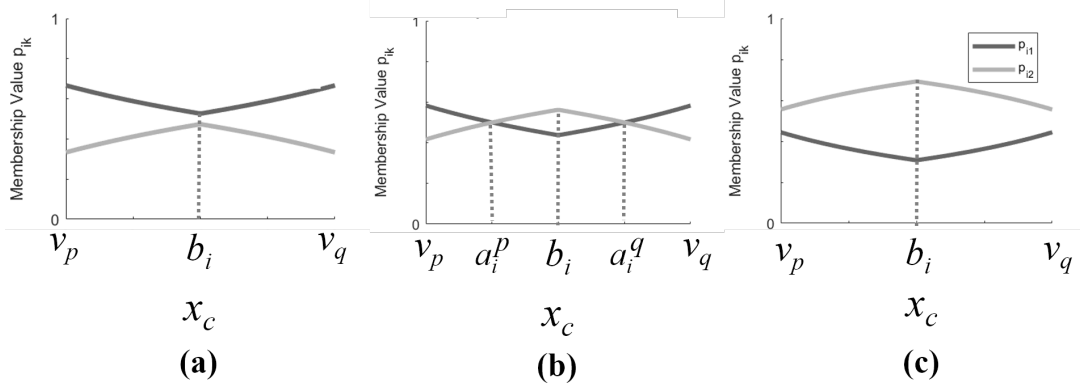 1
Membership Value p_ik
0
v_p b_i v_q
x_c
(a)
1
Membership Value p_ik
0
v_p a_i^p b_i a_i^q v_q
x_c
(b)
1
Membership Value p_ik
0
p_i1
p_i2
v_p b_i v_q
x_c
(c)